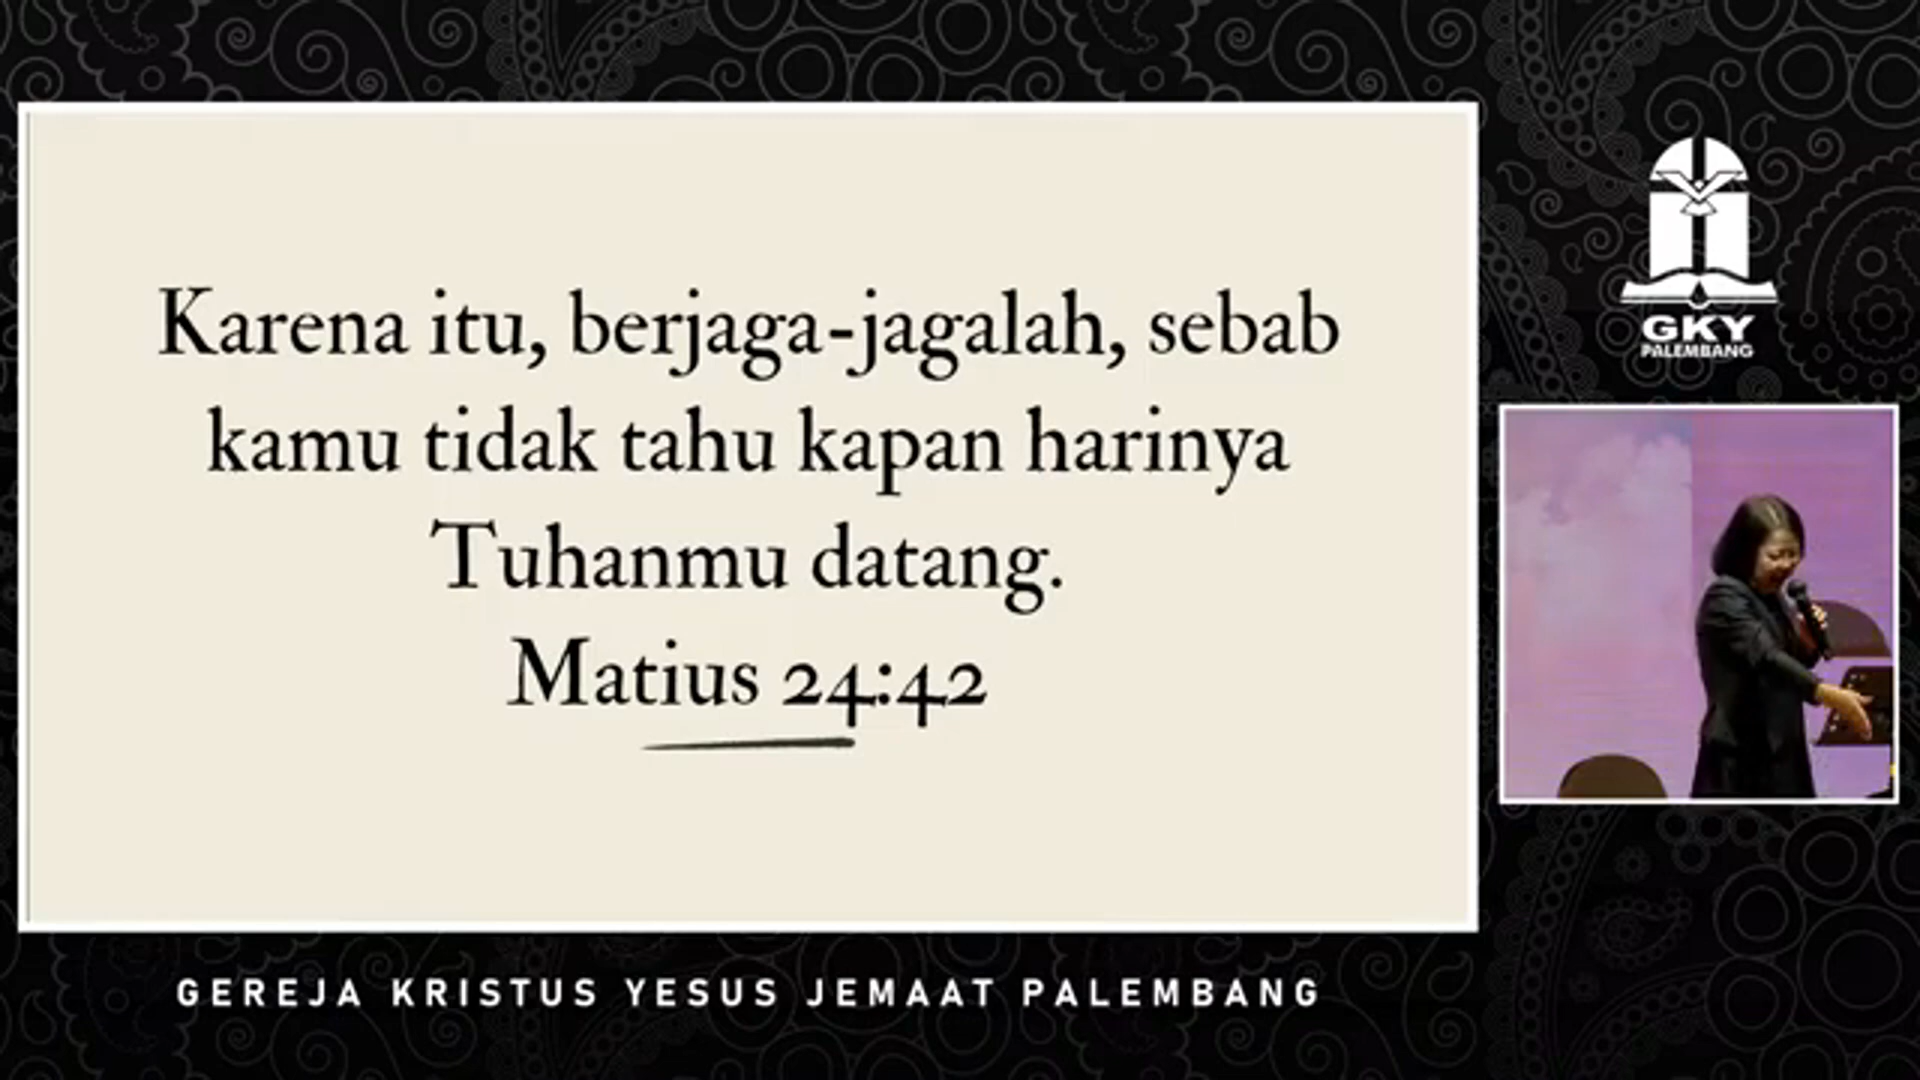 Karena itu, berjaga-jagalah, sebab
kamu tidak tahu kapan harinya
Tuhanmu datang.
Matius 24:42
GKY
PALEMBANG
GEREJA KRISTUS YESUS JEMAAT PALEMBANG